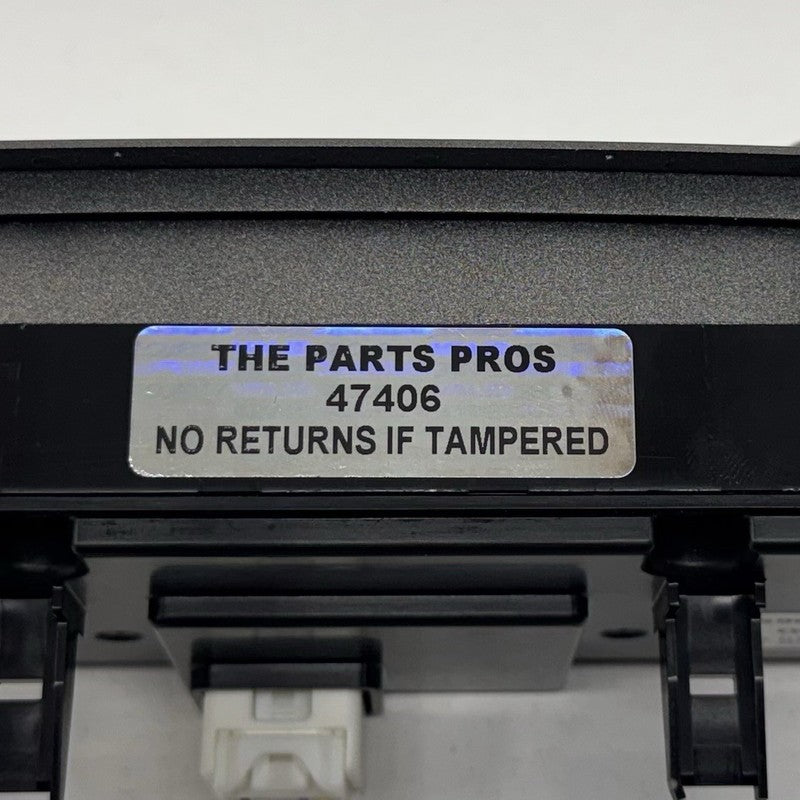 THE PARTS PROS
47406
NO RETURNS IF TAMPERED